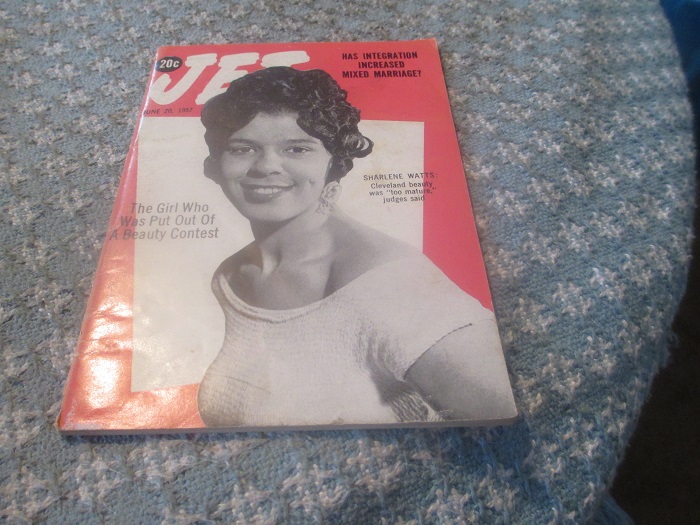 20c
JET
JUNE 20, 1957
HAS INTEGRATION
INCREASED
MIXED MARRIAGE?
SHARLENE WATTS:
Cleveland beauty
was "too mature,"
judges said
The Girl Who
Was Put Out Of
A Beauty Contest